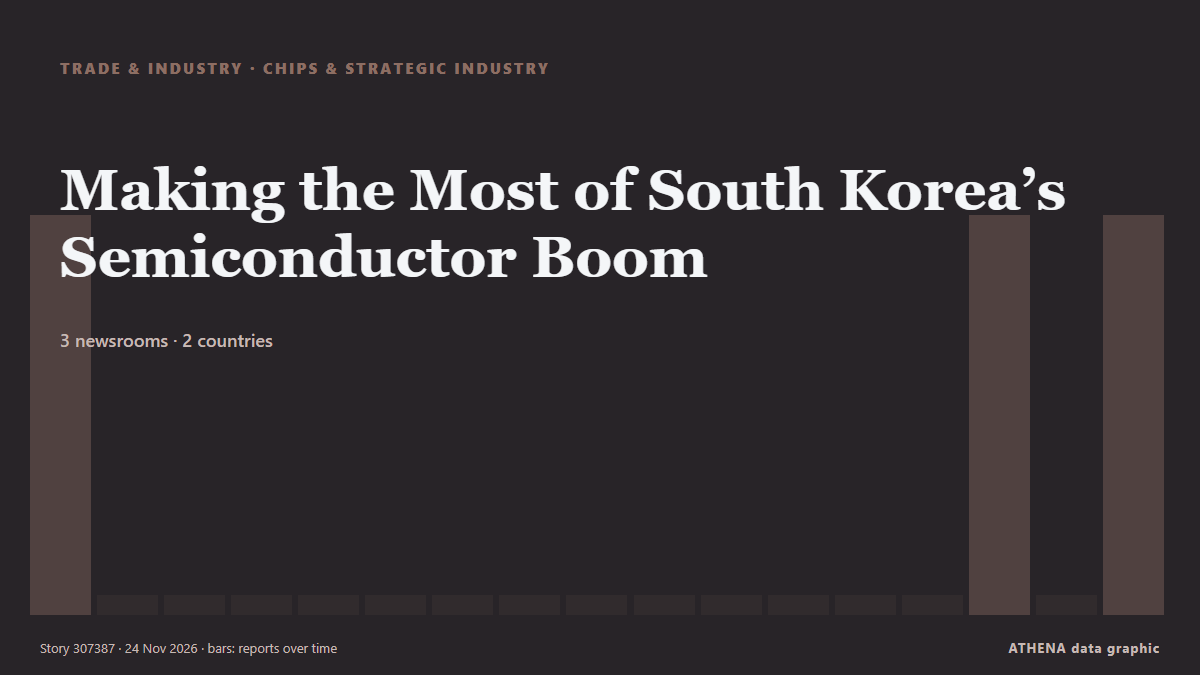 TRADE & INDUSTRY · CHIPS & STRATEGIC INDUSTRY
Making the Most of South Korea’s
Semiconductor Boom
3 newsrooms · 2 countries
Story 307387 · 24 Nov 2026 · bars: reports over time
ATHENA data graphic